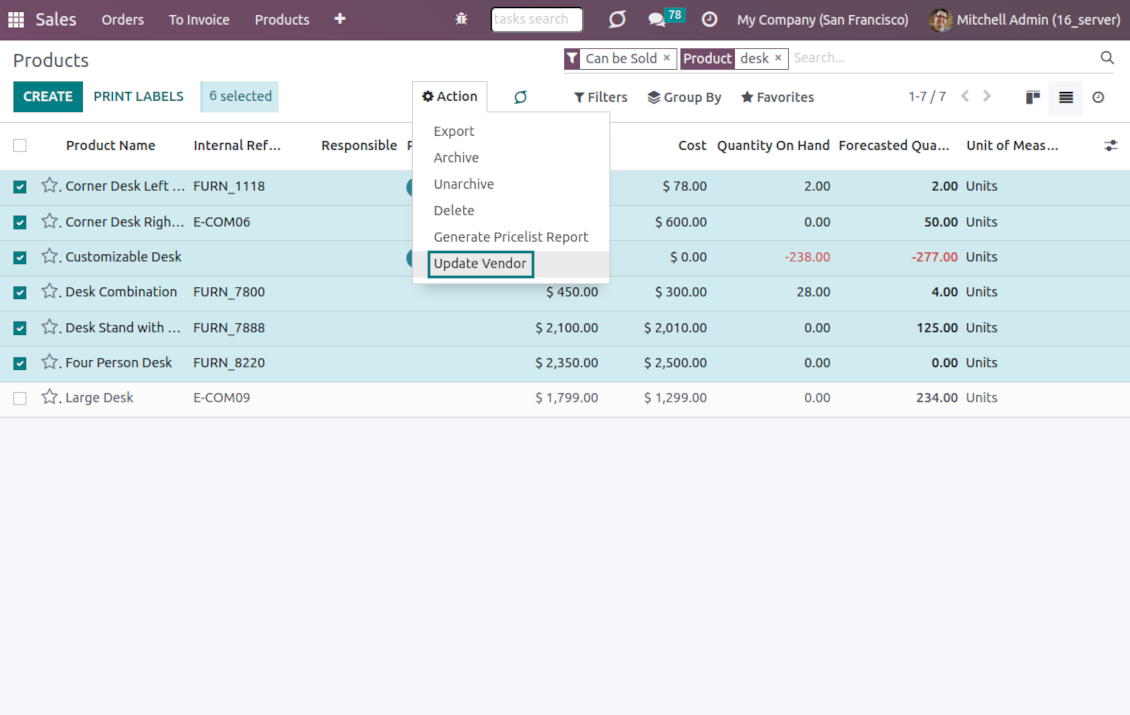 Sales Orders To Invoice Products + tasks search 78 My Company (San Francisco) Mitchell Admin (16_server)
Products Can be Sold × Product desk × Search...
CREATE PRINT LABELS 6 selected Action Filters Group By Favorites 1-7 / 7
Export
Archive
Unarchive
Delete
Generate Pricelist Report
Update Vendor
Product Name Internal Ref... Responsible Cost Quantity On Hand Forecasted Qua... Unit of Meas...
Corner Desk Left ... FURN_1118 $ 78.00 2.00 2.00 Units
Corner Desk Righ... E-COM06 $ 600.00 0.00 50.00 Units
Customizable Desk $ 0.00 -238.00 -277.00 Units
Desk Combination FURN_7800 $ 450.00 $ 300.00 28.00 4.00 Units
Desk Stand with ... FURN_7888 $ 2,100.00 $ 2,010.00 0.00 125.00 Units
Four Person Desk FURN_8220 $ 2,350.00 $ 2,500.00 0.00 0.00 Units
Large Desk E-COM09 $ 1,799.00 $ 1,299.00 0.00 234.00 Units